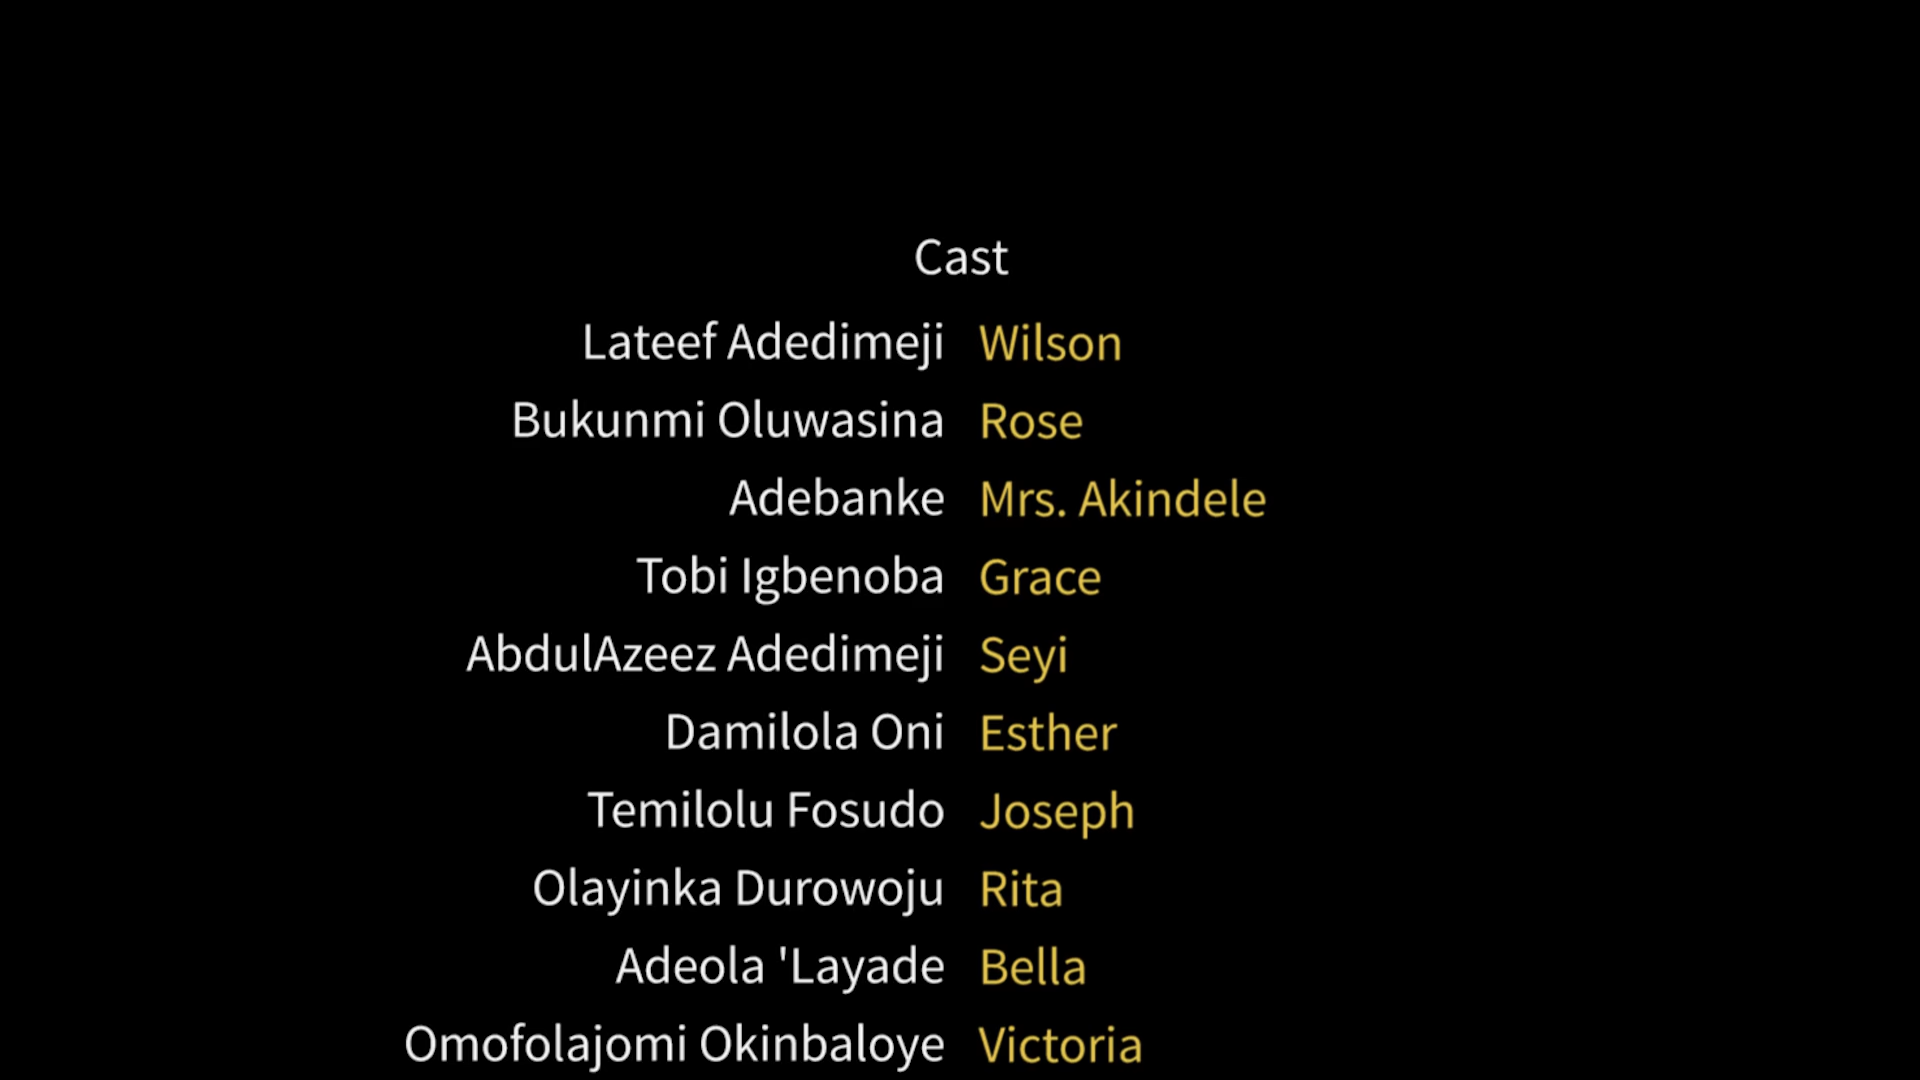 Cast
Lateef Adedimeji Wilson
Bukunmi Oluwasina Rose
Adebanke Mrs. Akindele
Tobi Igbenoba Grace
AbdulAzeez Adedimeji Seyi
Damilola Oni Esther
Temilolu Fosudo Joseph
Olayinka Durowoju Rita
Adeola 'Layade Bella
Omofolajomi Okinbaloye Victoria